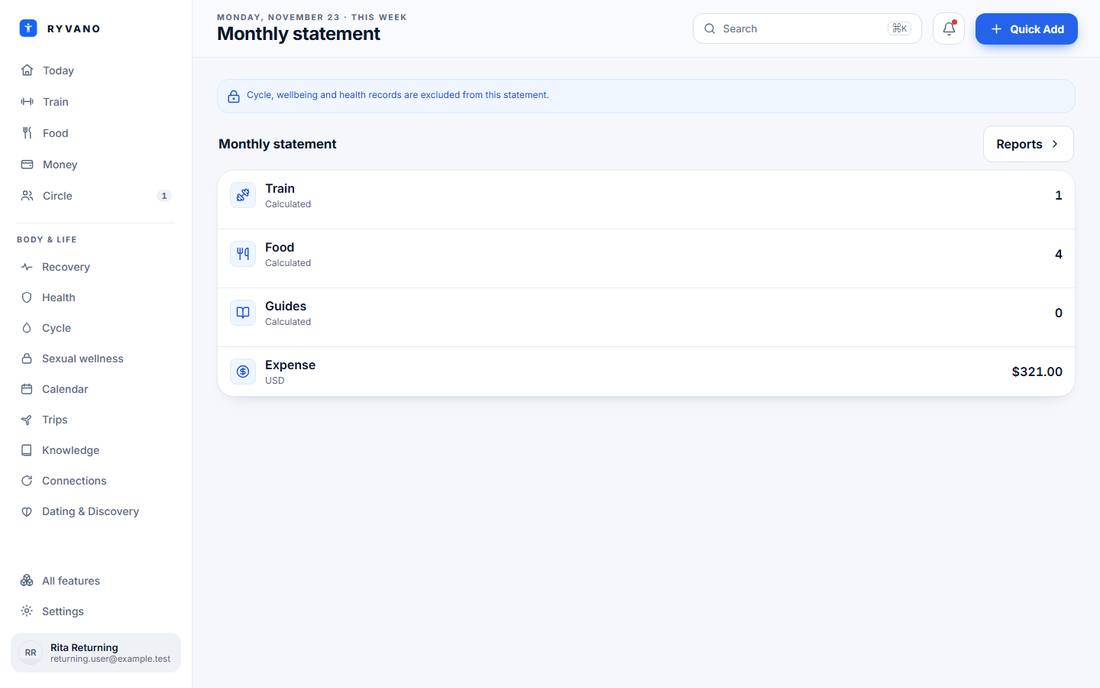 RYVANO
Today
Train
Food
Money
Circle 1
BODY & LIFE
Recovery
Health
Cycle
Sexual wellness
Calendar
Trips
Knowledge
Connections
Dating & Discovery
All features
Settings
RR
Rita Returning
returning.user@example.test
MONDAY, NOVEMBER 23 · THIS WEEK
Monthly statement
Search ⌘K
Quick Add
Cycle, wellbeing and health records are excluded from this statement.
Monthly statement
Reports
Train
Calculated
1
Food
Calculated
4
Guides
Calculated
0
Expense
USD
$321.00